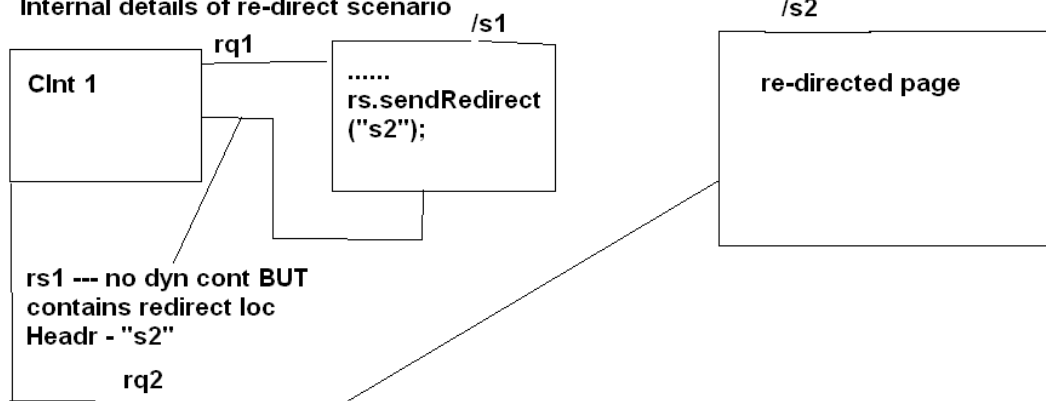 Internal details of re-direct scenario
/s1
/s2
rq1
Clnt 1
......
rs.sendRedirect
("s2");
re-directed page
rs1 --- no dyn cont BUT
contains redirect loc
Headr - "s2"
rq2